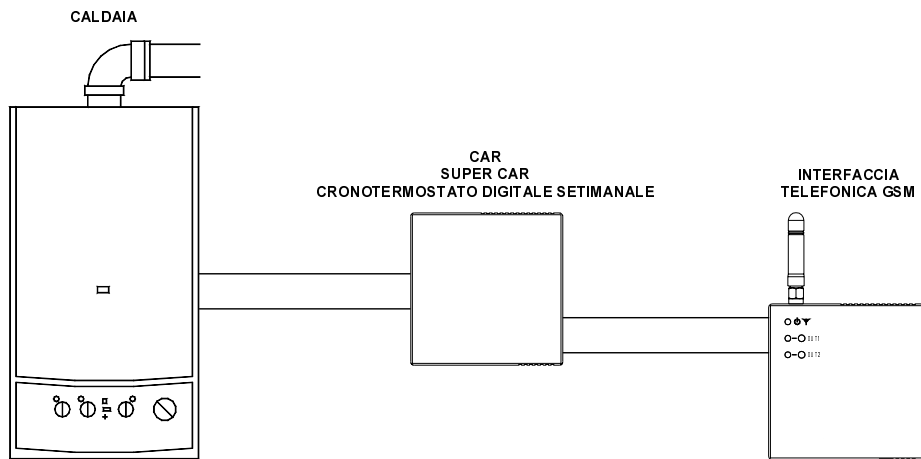 CALDAIA
CAR
SUPER CAR
CRONOTERMOSTATO DIGITALE SETIMANALE
INTERFACCIA
TELEFONICA GSM